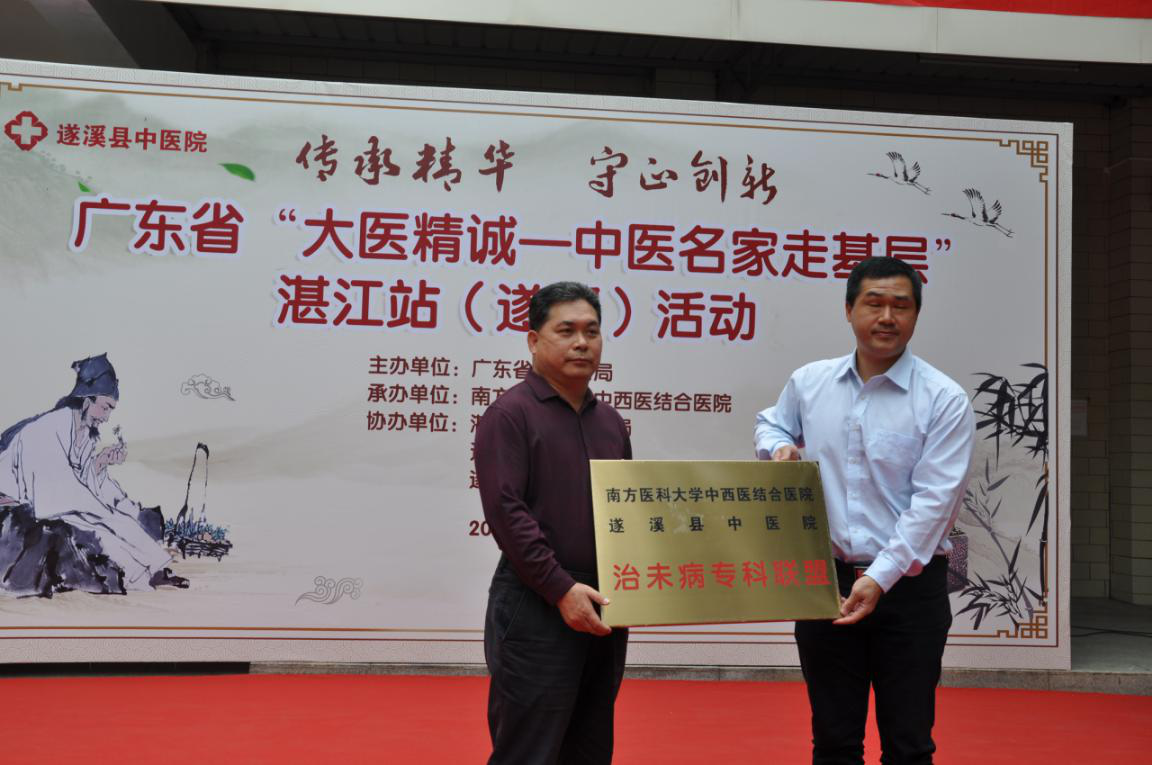 遂溪县中医院
传承精华 守正创新
广东省“大医精诚—中医名家走基层”
湛江站（遂）活动
主办单位：广东省 局
承办单位：南方 中西医结合医院
协办单位： 局
20
南方医科大学中西医结合医院
遂溪县中医院
治未病专科联盟